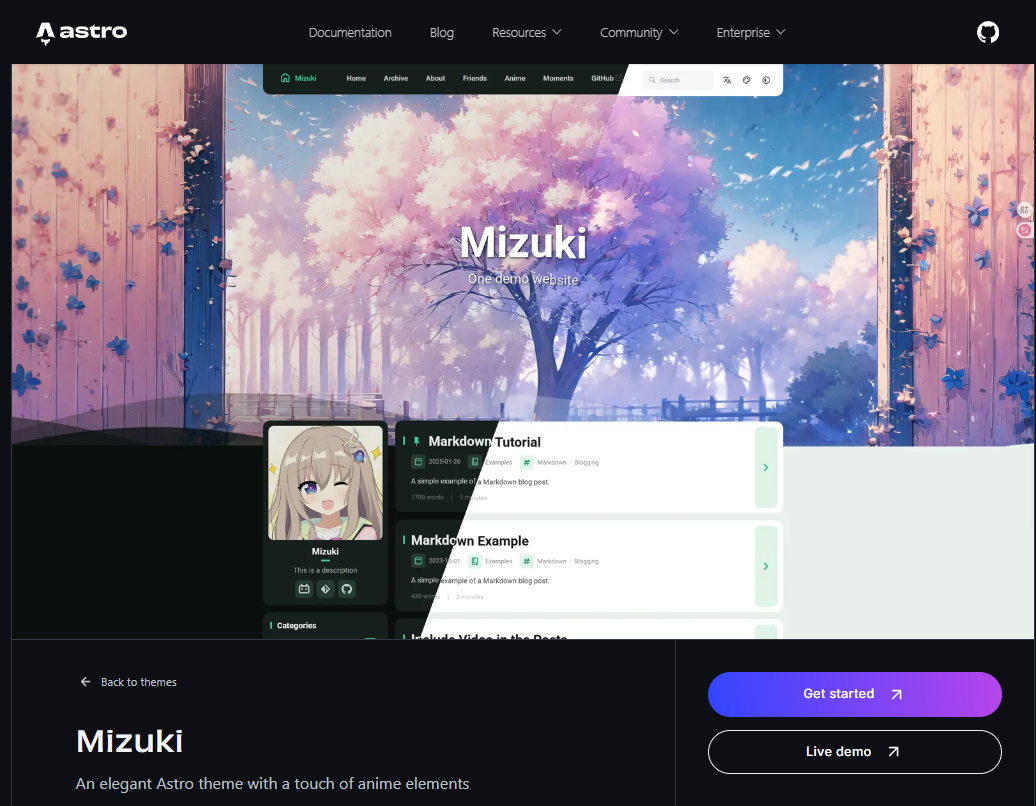 astro Documentation Blog Resources Community Enterprise
Mizuki Home Archive About Friends Anime Moments GitHub Search
Mizuki
One demo website
Markdown Tutorial
2025-01-20 Examples # Markdown / Blogging
A simple example of a Markdown blog post.
1700 words | 9 minutes
Mizuki
This is a description
Markdown Example
2023-10-01 Examples # Markdown / Blogging
A simple example of a Markdown blog post.
430 words | 2 minutes
Categories
Include Video in the Posts
Back to themes
Get started
Mizuki
Live demo
An elegant Astro theme with a touch of anime elements